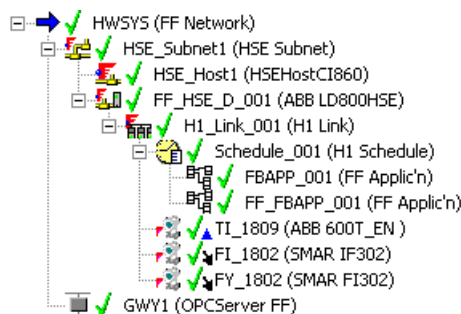 HWSYS (FF Network)
HSE_Subnet1 (HSE Subnet)
HSE_Host1 (HSEHostCI860)
FF_HSE_D_001 (ABB LD800HSE)
H1_Link_001 (H1 Link)
Schedule_001 (H1 Schedule)
FBAPP_001 (FF Applic'n)
FF_FBAPP_001 (FF Applic'n)
TI_1809 (ABB 600T_EN )
FI_1802 (SMAR IF302)
FY_1802 (SMAR FI302)
GWY1 (OPCServer FF)